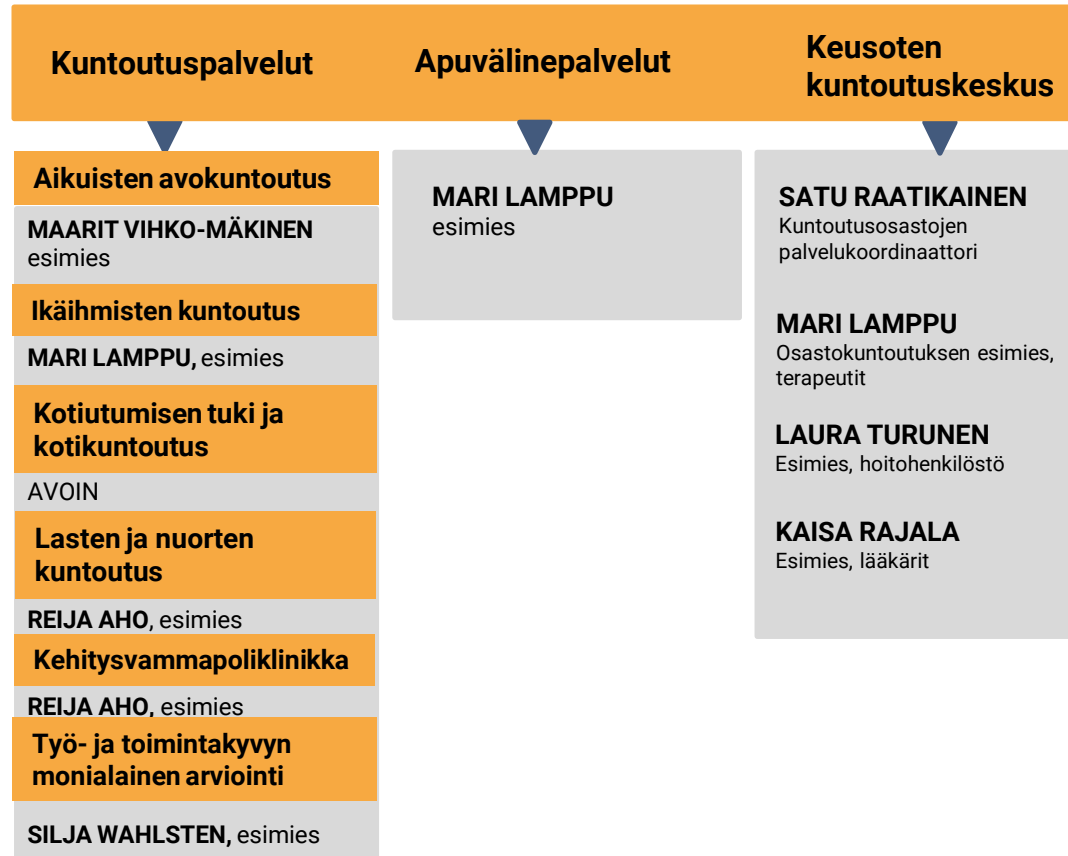 Kuntoutuspalvelut
Aikuisten avokuntoutus
MAARIT VIHKO-MÄKINEN
esimies
Ikäihmisten kuntoutus
MARI LAMPPU, esimies
Kotiutumisen tuki ja
kotikuntoutus
AVOIN
Lasten ja nuorten
kuntoutus
REIJA AHO, esimies
Kehitysvammapoliklinikka
REIJA AHO, esimies
Työ- ja toimintakyvyn
monialainen arviointi
SILJA WAHLSTEN, esimies
Apuvälinepalvelut
MARI LAMPPU
esimies
Keusoten
kuntoutuskeskus
SATU RAATIKAINEN
Kuntoutusosastojen
palvelukoordinaattori
MARI LAMPPU
Osastokuntoutuksen esimies,
terapeutit
LAURA TURUNEN
Esimies, hoitohenkilöstö
KAISA RAJALA
Esimies, lääkärit